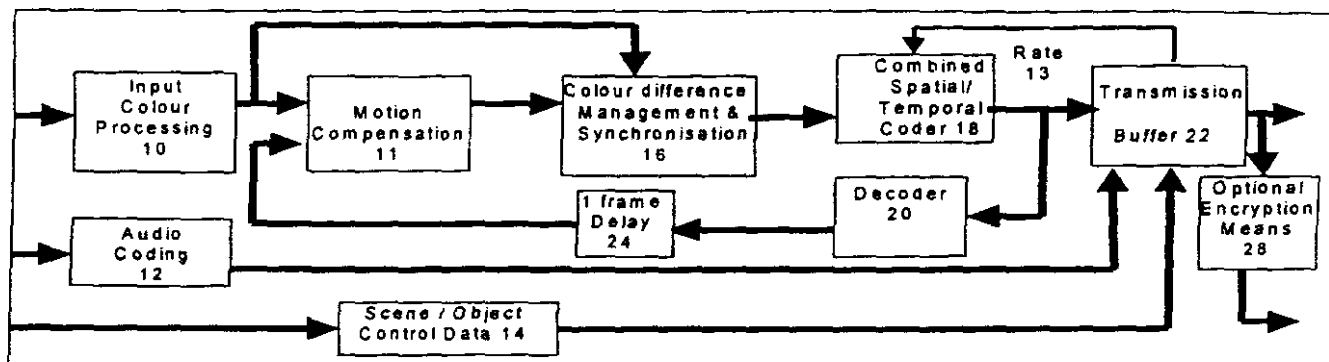 Input
Colour
Processing
10
Motion
Compensation
11
Colour difference
Management &
Synchronisation
16
Combined
Spatial/
Temporal
Coder 18
Rate
13
Transmission
Buffer 22
Optional
Encryption
Means
28
Decoder
20
1 frame
Delay
24
Audio
Coding
12
Scene / Object
Control Data 14